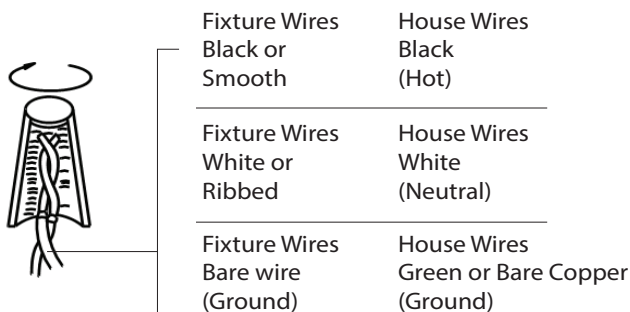 Fixture Wires House Wires
Black or Black
Smooth (Hot)
Fixture Wires House Wires
White or White
Ribbed (Neutral)
Fixture Wires House Wires
Bare wire Green or Bare Copper
(Ground) (Ground)